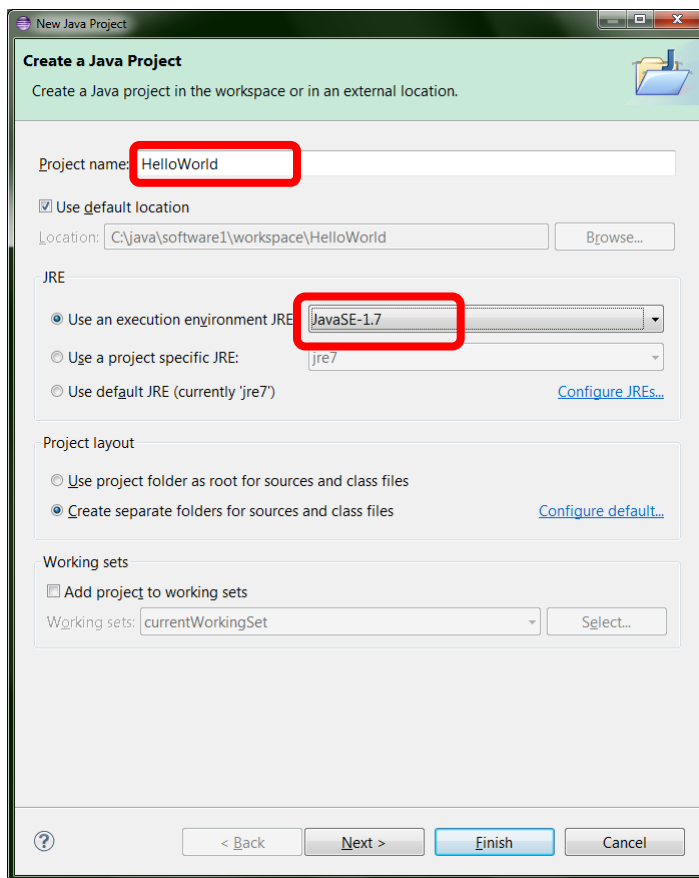 New Java Project
Create a Java Project
Create a Java project in the workspace or in an external location.
Project name: HelloWorld
Use default location
Location: C:\java\software1\workspace\HelloWorld Browse...
JRE
Use an execution environment JRE JavaSE-1.7
Use a project specific JRE: jre7
Use default JRE (currently 'jre7') Configure JREs...
Project layout
Use project folder as root for sources and class files
Create separate folders for sources and class files Configure default...
Working sets
Add project to working sets
Working sets: currentWorkingSet Select...
? < Back Next > Finish Cancel